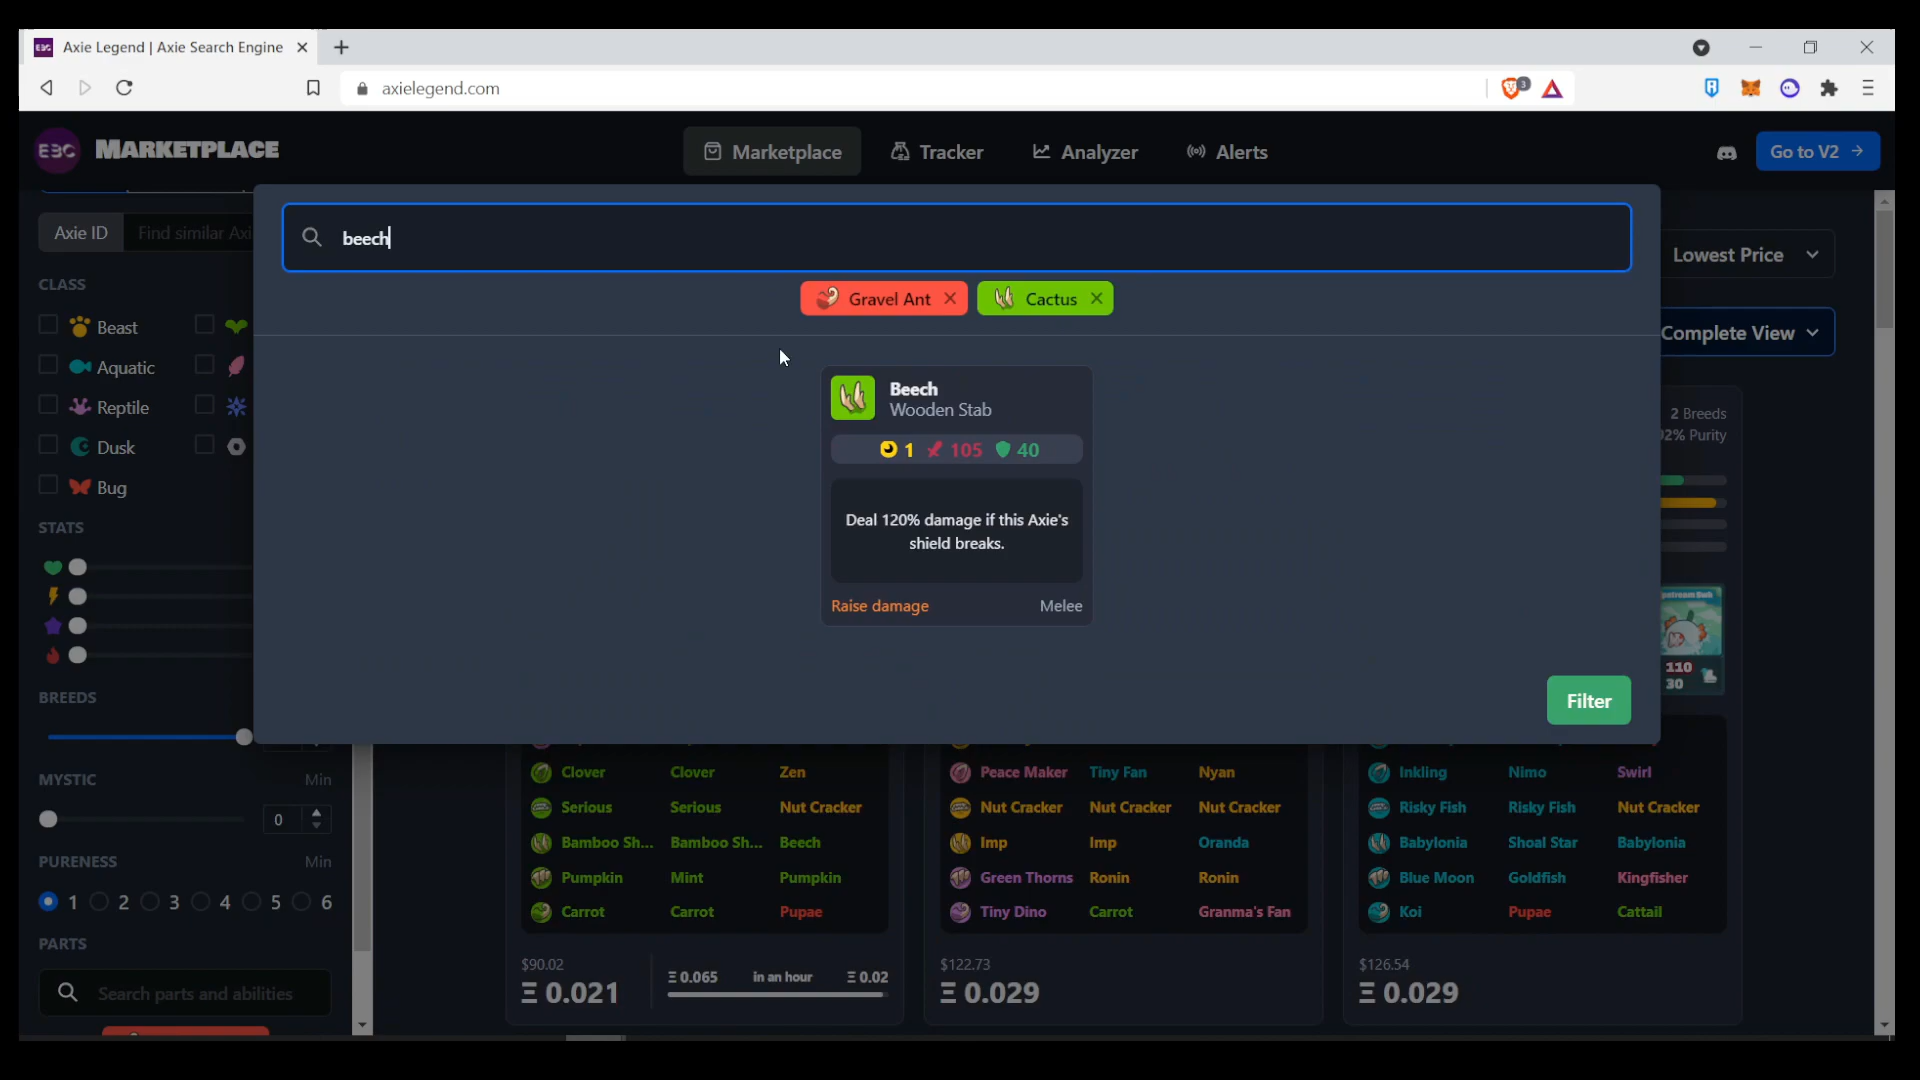 EBC
Axie Legend | Axie Search Engine
axielegend.com
3
EBC
MARKETPLACE
Marketplace
Tracker
Analyzer
Alerts
Go to V2
Axie ID
Find similar Axi
beech
Gravel Ant
Cactus
Lowest Price
Complete View
CLASS
Beast
Aquatic
Reptile
Dusk
Bug
Beech
Wooden Stab
1 105 40
Deal 120% damage if this Axie's
shield breaks.
Raise damage
Melee
Filter
2 Breeds
2% Purity
110
30
STATS
BREEDS
MYSTIC
Min
0
PURENESS
Min
1 2 3 4 5 6
PARTS
Search parts and abilities
Clover Clover Zen
Serious Serious Nut Cracker
Bamboo Sh... Bamboo Sh... Beech
Pumpkin Mint Pumpkin
Carrot Carrot Pupae
$90.02
Ξ 0.021
Ξ 0.065 in an hour Ξ 0.02
Peace Maker Tiny Fan Nyan
Nut Cracker Nut Cracker Nut Cracker
Imp Imp Oranda
Green Thorns Ronin Ronin
Tiny Dino Carrot Granma's Fan
$122.73
Ξ 0.029
Inkling Nimo Swirl
Risky Fish Risky Fish Nut Cracker
Babylonia Shoal Star Babylonia
Blue Moon Goldfish Kingfisher
Koi Pupae Cattail
$126.54
Ξ 0.029